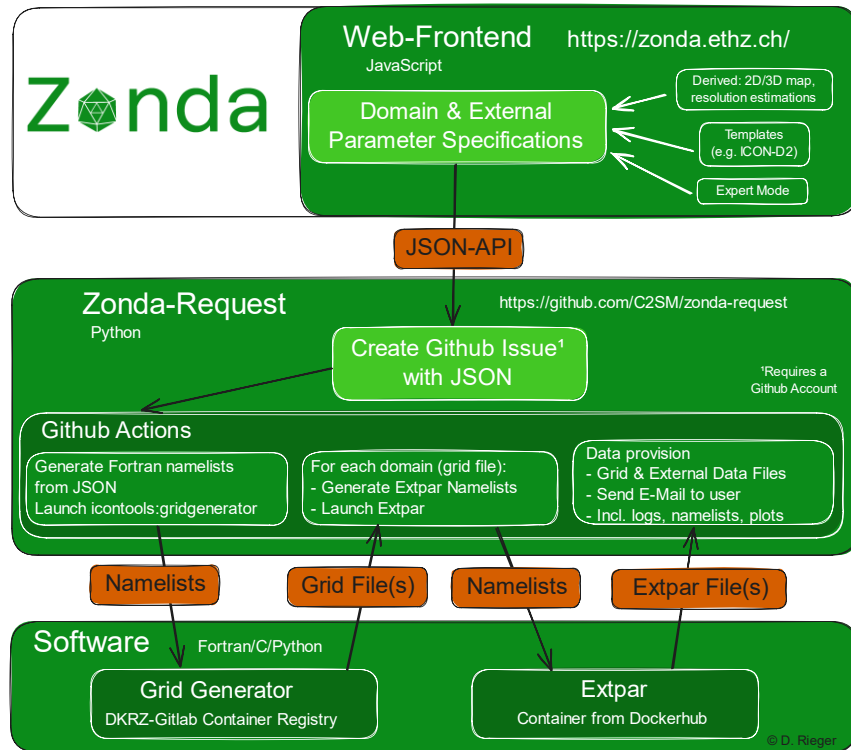 Zonda
Web-Frontend
https://zonda.ethz.ch/
JavaScript
Domain & External
Parameter Specifications
Derived: 2D/3D map,
resolution estimations
Templates
(e.g. ICON-D2)
Expert Mode
JSON-API
Zonda-Request
https://github.com/C2SM/zonda-request
Python
Create Github Issue¹
with JSON
¹Requires a
Github Account
Github Actions
Generate Fortran namelists
from JSON
Launch icontools:gridgenerator
For each domain (grid file):
- Generate Extpar Namelists
- Launch Extpar
Data provision
- Grid & External Data Files
- Send E-Mail to user
- Incl. logs, namelists, plots
Namelists
Grid File(s)
Namelists
Extpar File(s)
Software
Fortran/C/Python
Grid Generator
DKRZ-Gitlab Container Registry
Extpar
Container from Dockerhub
© D. Rieger